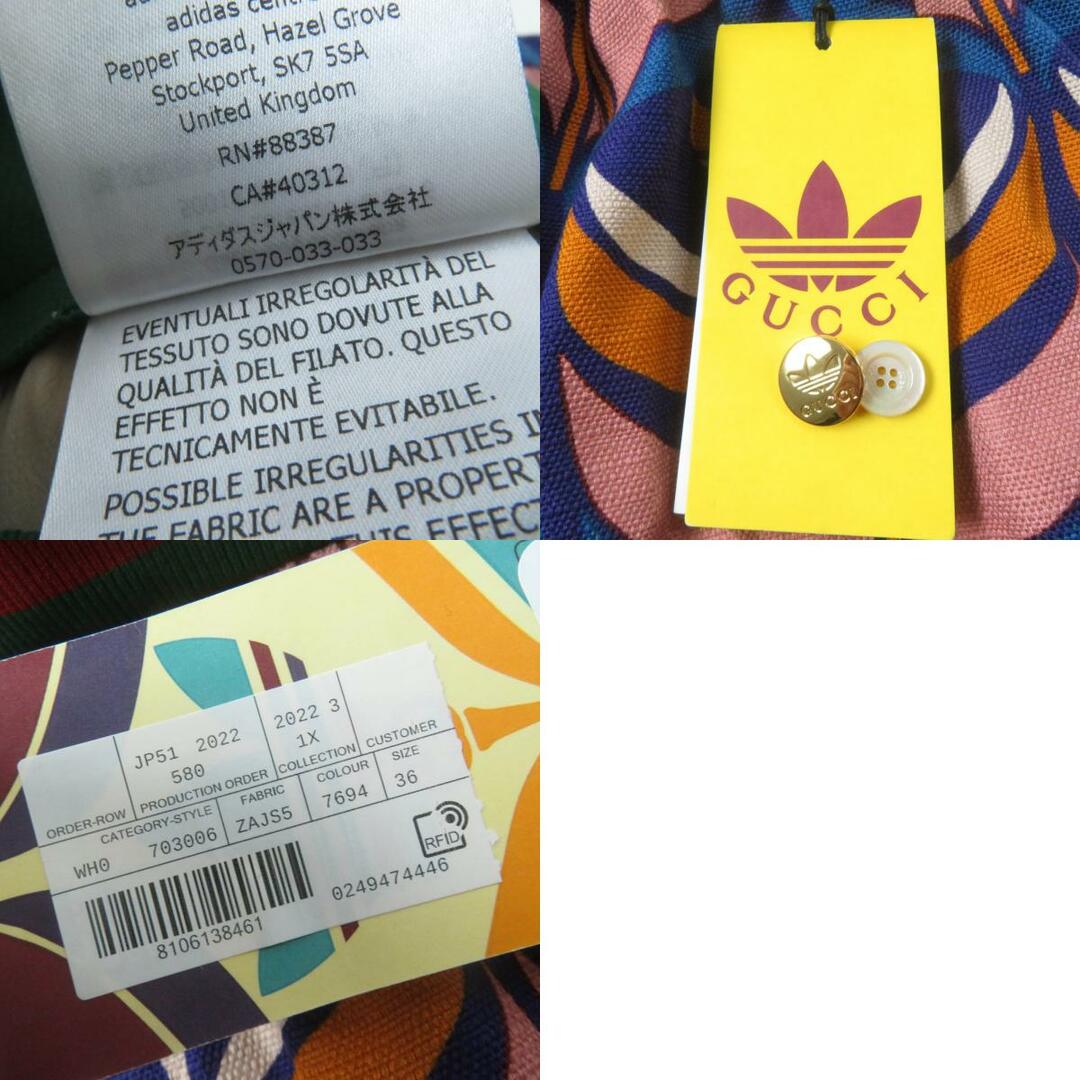 adidas
Pepper Road, Hazel Grove
Stockport, SK7 5SA
United Kingdom
RN#88387
CA#40312
アディダスジャパン株式会社
0570-033-033
EVENTUALI IRREGOLARITÀ DEL
TESSUTO SONO DOVUTE ALLA
QUALITÀ DEL FILATO. QUESTO
EFFETTO NON È
TECNICAMENTE EVITABILE.
POSSIBLE IRREGULARITIES
THE FABRIC ARE A
THIS
GUCCI
GUCCI
JP51 2022
580
2022 3
1X
ORDER-ROW
PRODUCTION ORDER
COLLECTION
CUSTOMER
CATEGORY-STYLE
FABRIC
COLOUR
SIZE
WH0 703006
ZAJS5
7694
36
RFID
8106138461
0249474446